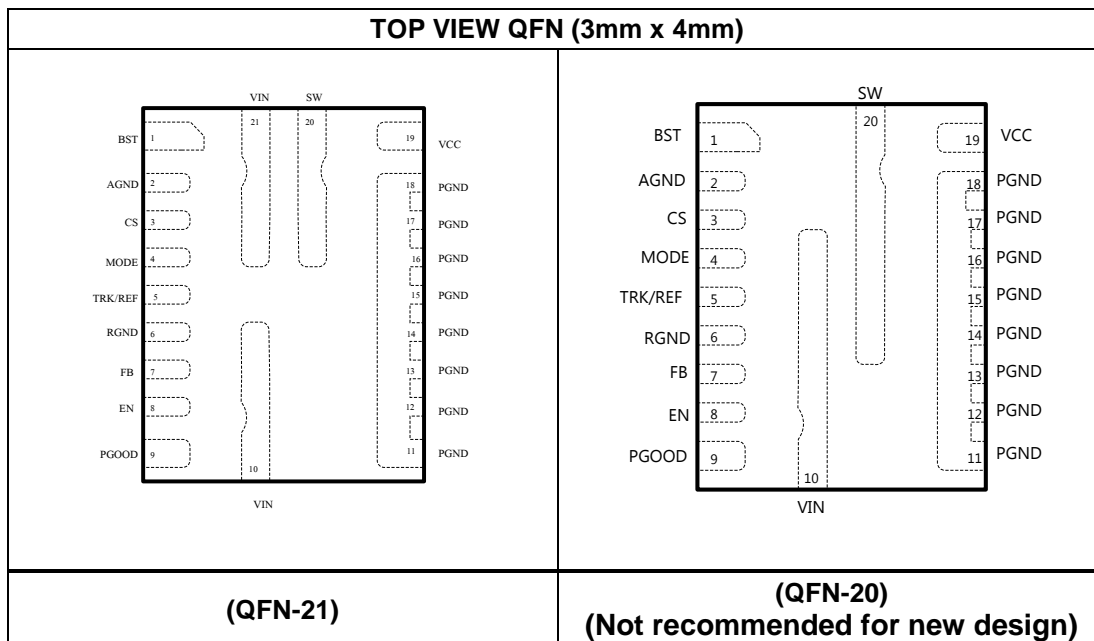 TOP VIEW QFN (3mm x 4mm)
VIN SW
21 20
BST 1 19 VCC
AGND 2 18 PGND
CS 3 17 PGND
MODE 4 16 PGND
TRK/REF 5 15 PGND
RGND 6 14 PGND
FB 7 13 PGND
EN 8 12 PGND
PGOOD 9 11 PGND
10
VIN
SW
20
BST 1 19 VCC
AGND 2 18 PGND
CS 3 17 PGND
MODE 4 16 PGND
TRK/REF 5 15 PGND
RGND 6 14 PGND
FB 7 13 PGND
EN 8 12 PGND
PGOOD 9 11 PGND
10
VIN
(QFN-21)
(QFN-20)
(Not recommended for new design)